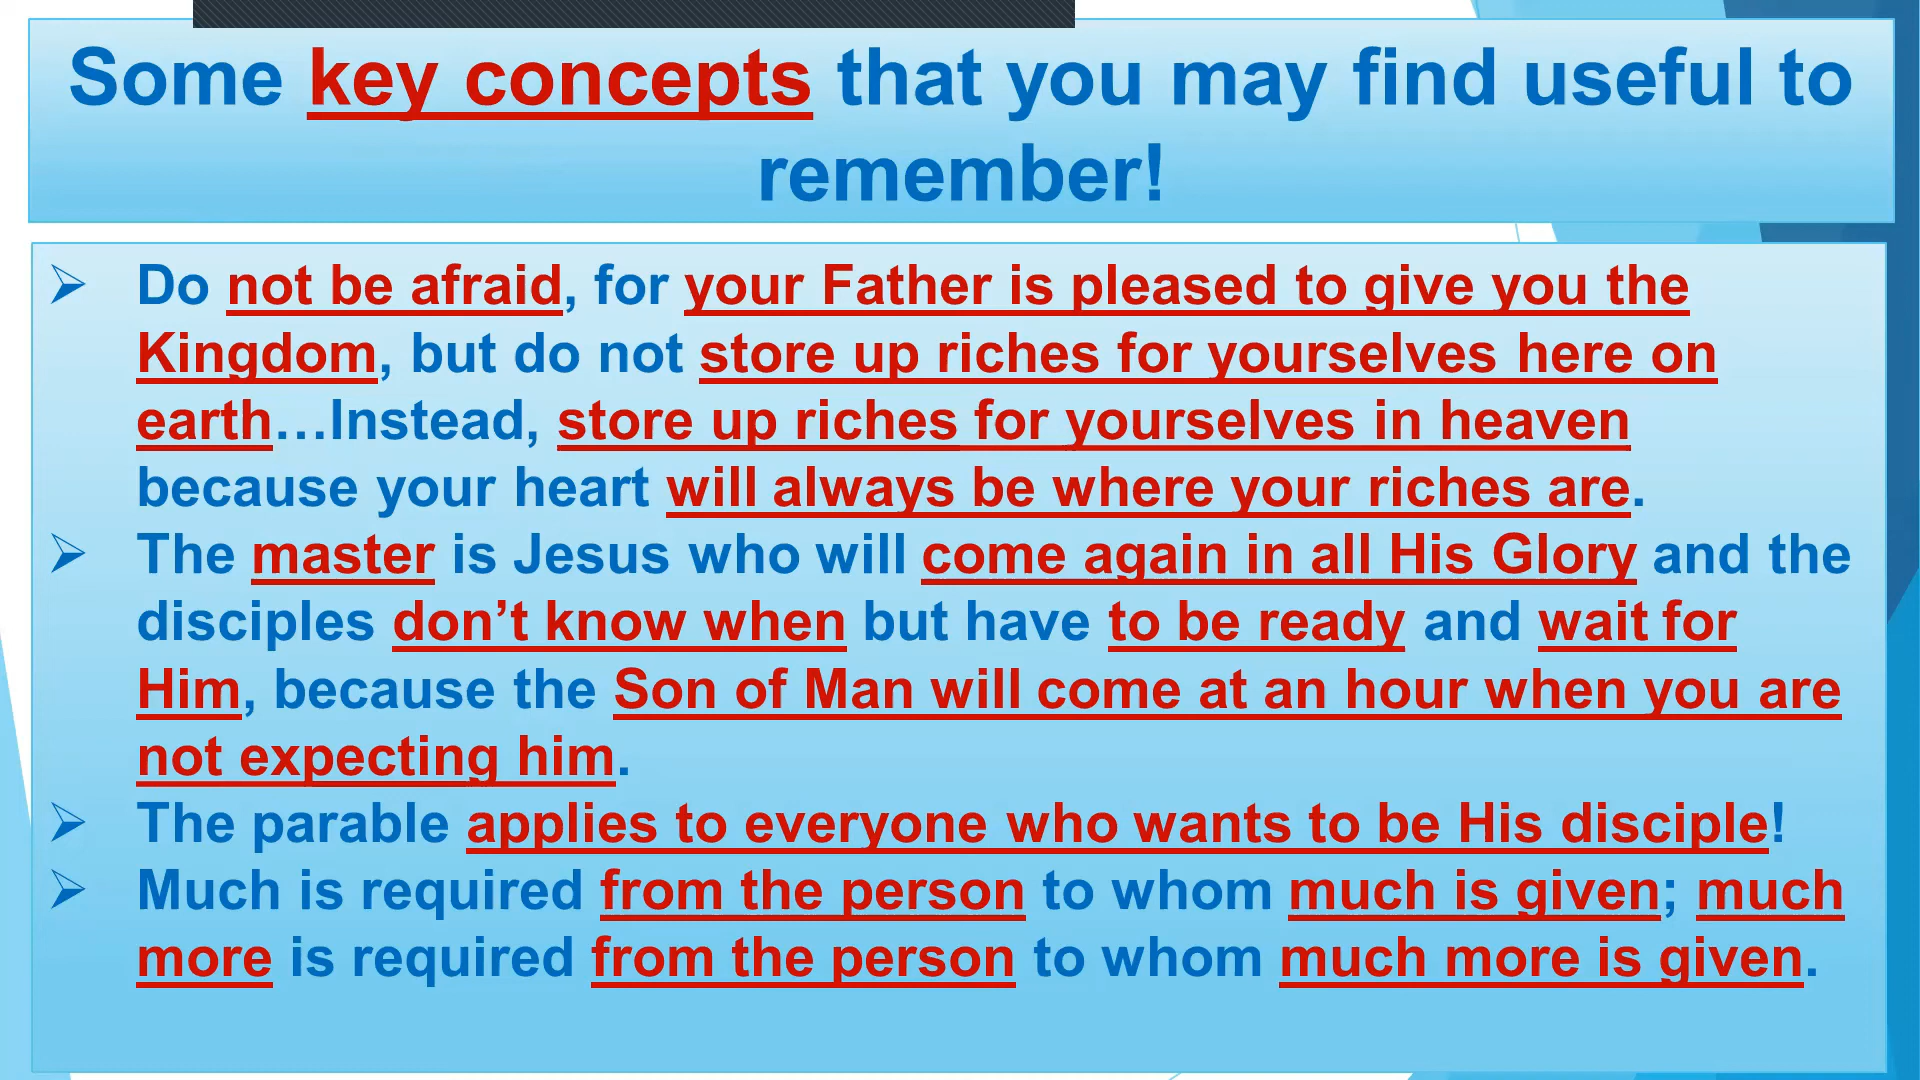 Some key concepts that you may find useful to
remember!
➢ Do not be afraid, for your Father is pleased to give you the
Kingdom, but do not store up riches for yourselves here on
earth…Instead, store up riches for yourselves in heaven
because your heart will always be where your riches are.
➢ The master is Jesus who will come again in all His Glory and the
disciples don’t know when but have to be ready and wait for
Him, because the Son of Man will come at an hour when you are
not expecting him.
➢ The parable applies to everyone who wants to be His disciple!
➢ Much is required from the person to whom much is given; much
more is required from the person to whom much more is given.